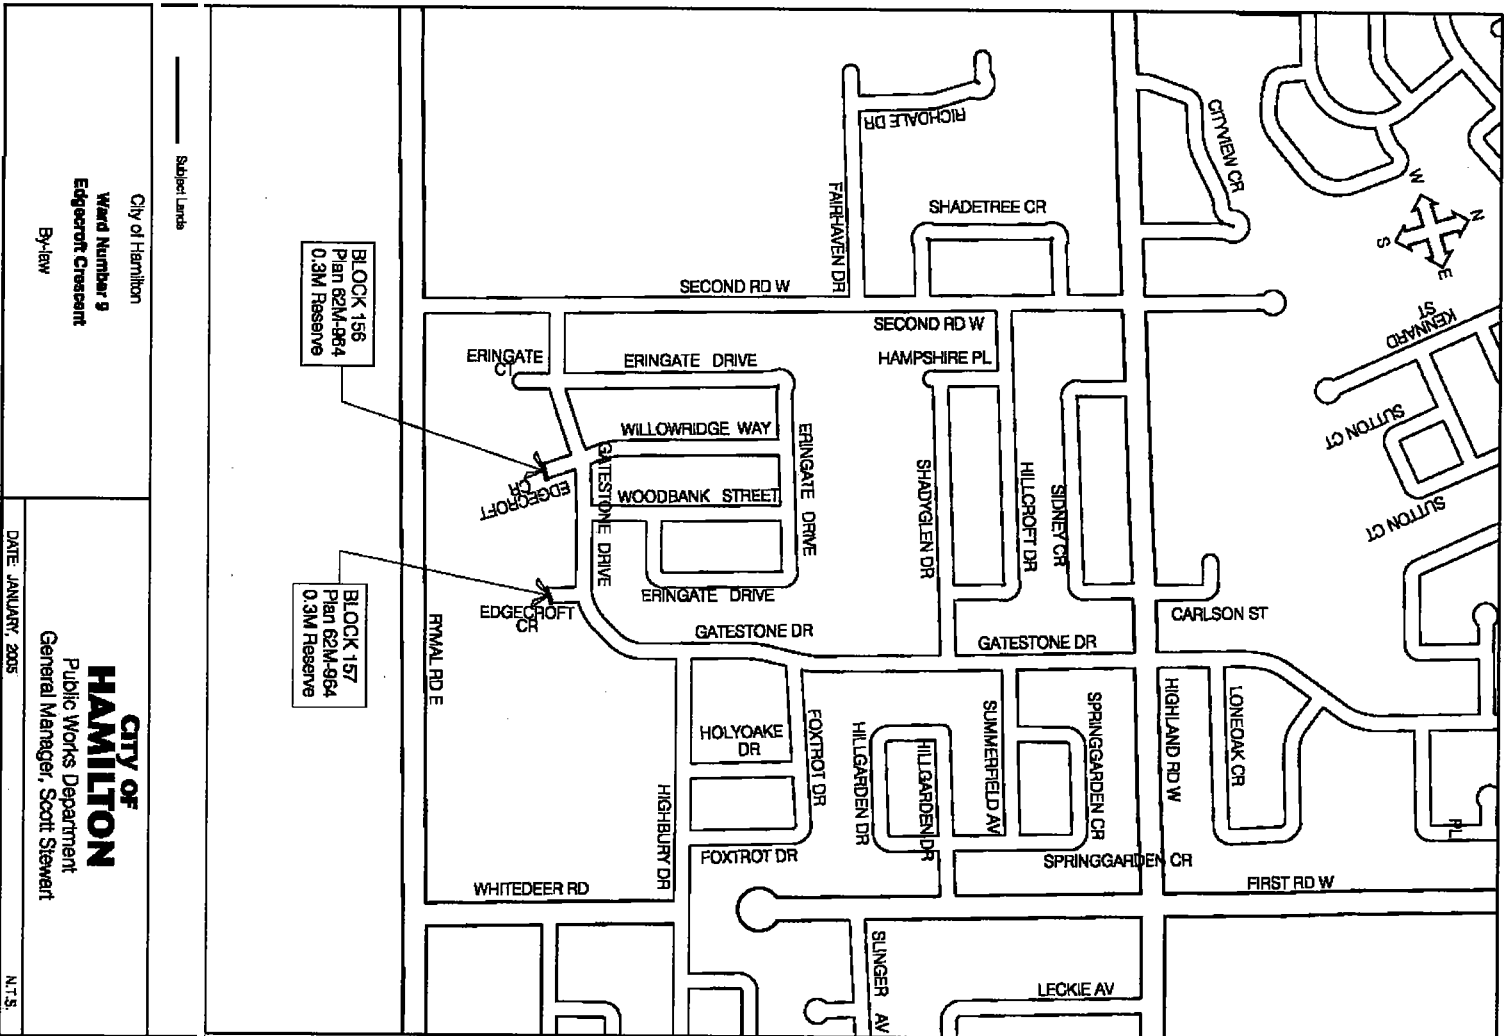 RICHDALE DR
CITYVIEW CR
N
W
E
S
FAIRHAVEN DR
SHADETREE CR
SECOND RD W
SECOND RD W
KENNARD
ST
ERINGATE
CT
ERINGATE DRIVE
HAMPSHIRE PL
SUTTON CT
WILLOWRIDGE WAY
ERINGATE DRIVE
GATESTONE DRIVE
WOODBANK STREET
EDGECROFT
CR
SHADYGLEN DR
HILLCROFT DR
SIDNEY CR
SUTTON CT
ERINGATE DRIVE
EDGECROFT
CR
GATESTONE DR
GATESTONE DR
CARLSON ST
RYMAL RD E
HOLYOAKE
DR
FOXTROT DR
HILLGARDEN DR
HILLGARDEN DR
SUMMERFIELD AV
SPRINGGARDEN CR
HIGHLAND RD W
LONEOAK CR
PL
HIGHBURY DR
FOXTROT DR
SPRINGGARDEN CR
WHITEDEER RD
FIRST RD W
SLINGER AV
LECKIE AV
BLOCK 156
Plan 62M-964
0.3M Reserve
BLOCK 157
Plan 62M-964
0.3M Reserve
Subject Lands
City of Hamilton
Ward Number 9
Edgecroft Crescent
By-law
CITY OF
HAMILTON
Public Works Department
General Manager, Scott Stewart
DATE: JANUARY, 2005
N.T.S.